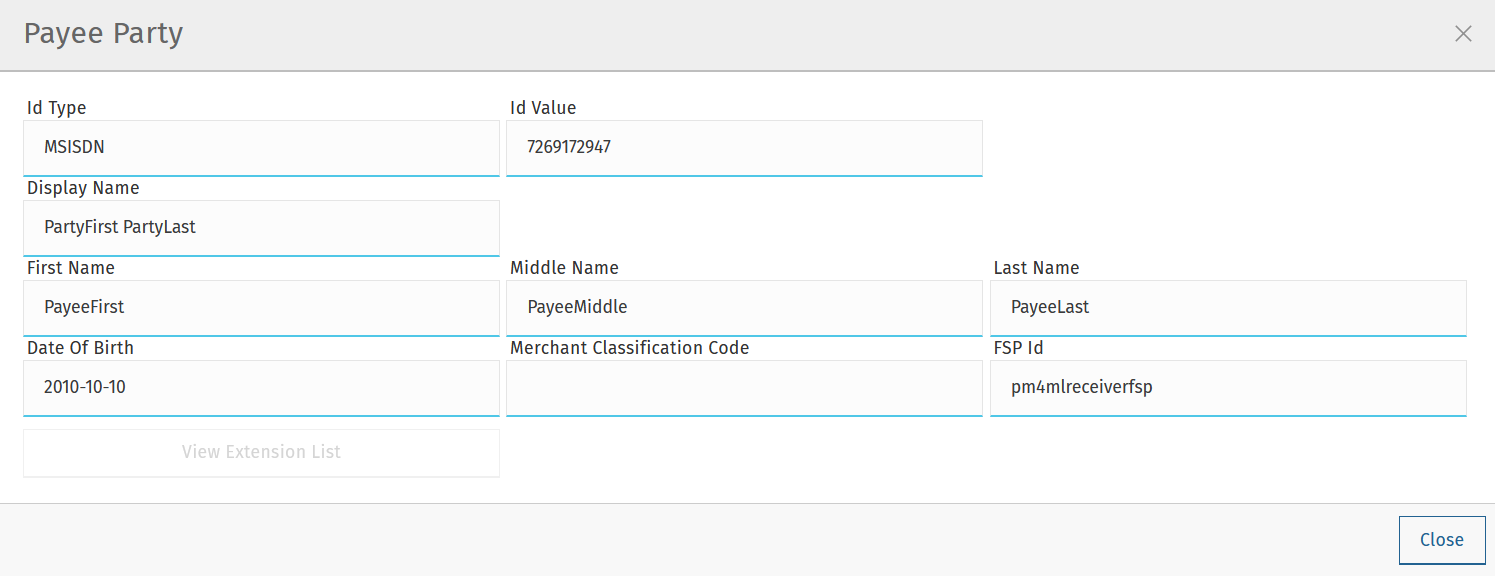 Payee Party
Id Type Id Value
MSISDN 7269172947
Display Name
PartyFirst PartyLast
First Name Middle Name Last Name
PayeeFirst PayeeMiddle PayeeLast
Date Of Birth Merchant Classification Code FSP Id
2010-10-10 pm4mlreceiverfsp
View Extension List
Close